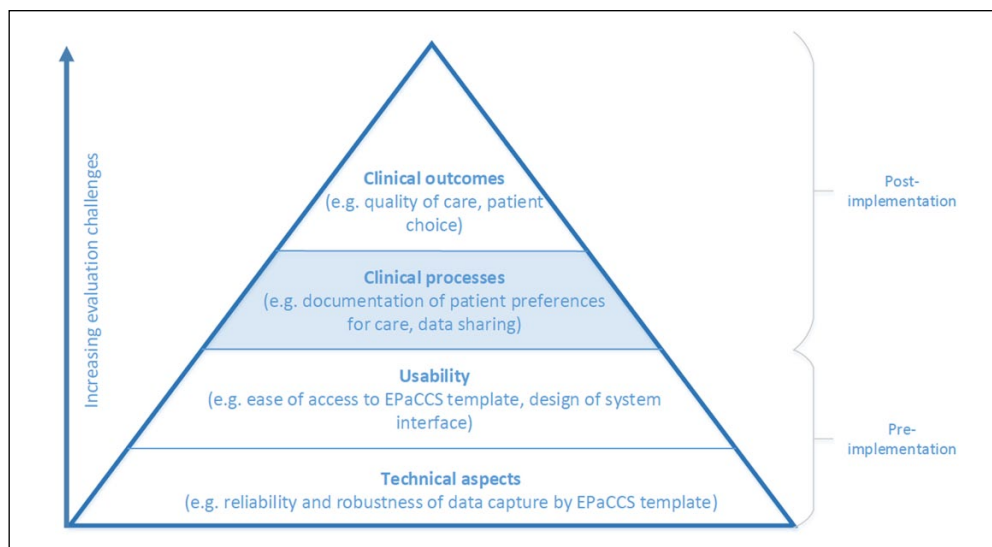 Increasing evaluation challenges
Clinical outcomes
(e.g. quality of care, patient
choice)
Post-
implementation
Clinical processes
(e.g. documentation of patient preferences
for care, data sharing)
Usability
(e.g. ease of access to EPaCCS template, design of system
interface)
Pre-
implementation
Technical aspects
(e.g. reliability and robustness of data capture by EPaCCS template)